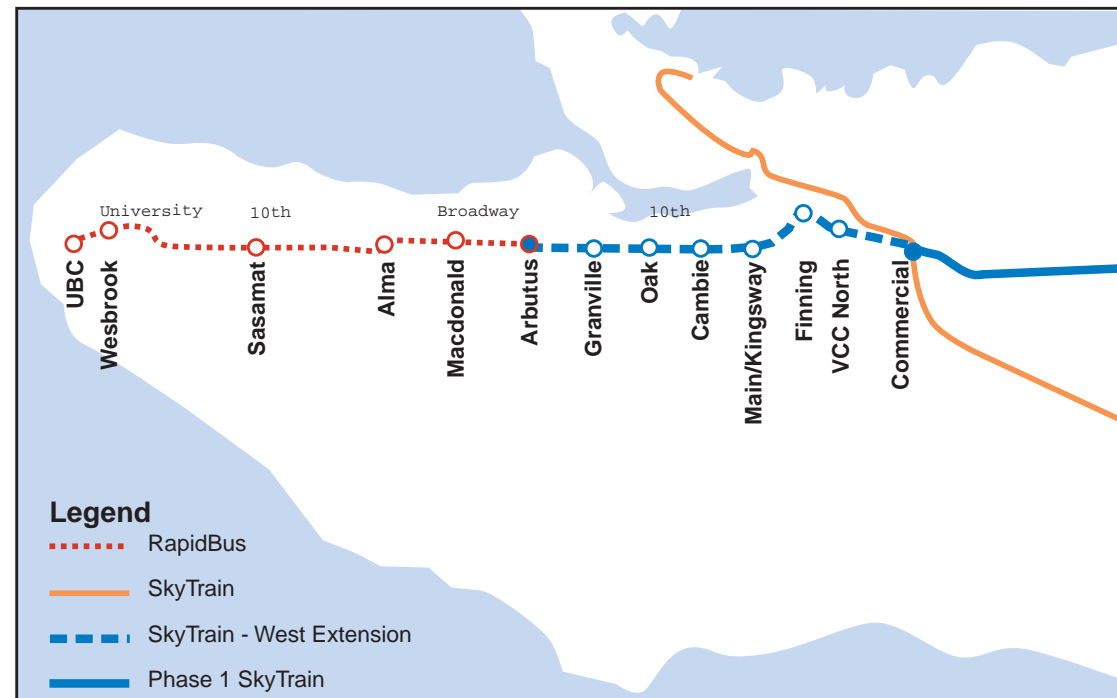 University
10th
Broadway
10th
UBC
Wesbrook
Sasamat
Alma
Macdonald
Arbutus
Granville
Oak
Cambie
Main/Kingsway
Finning
VCC North
Commercial
Legend
RapidBus
SkyTrain
SkyTrain - West Extension
Phase 1 SkyTrain